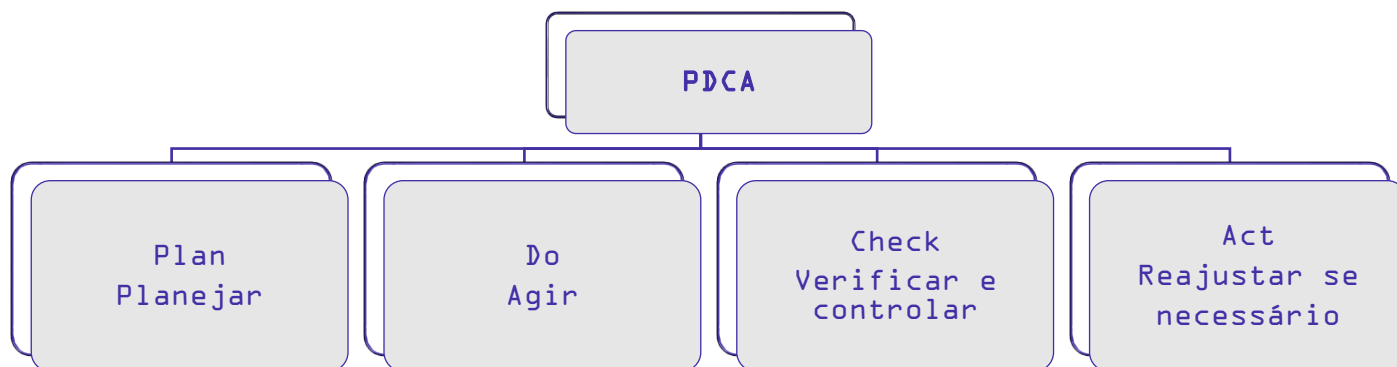 PDCA
Plan
Planejar
Do
Agir
Check
Verificar e
controlar
Act
Reajustar se
necessário